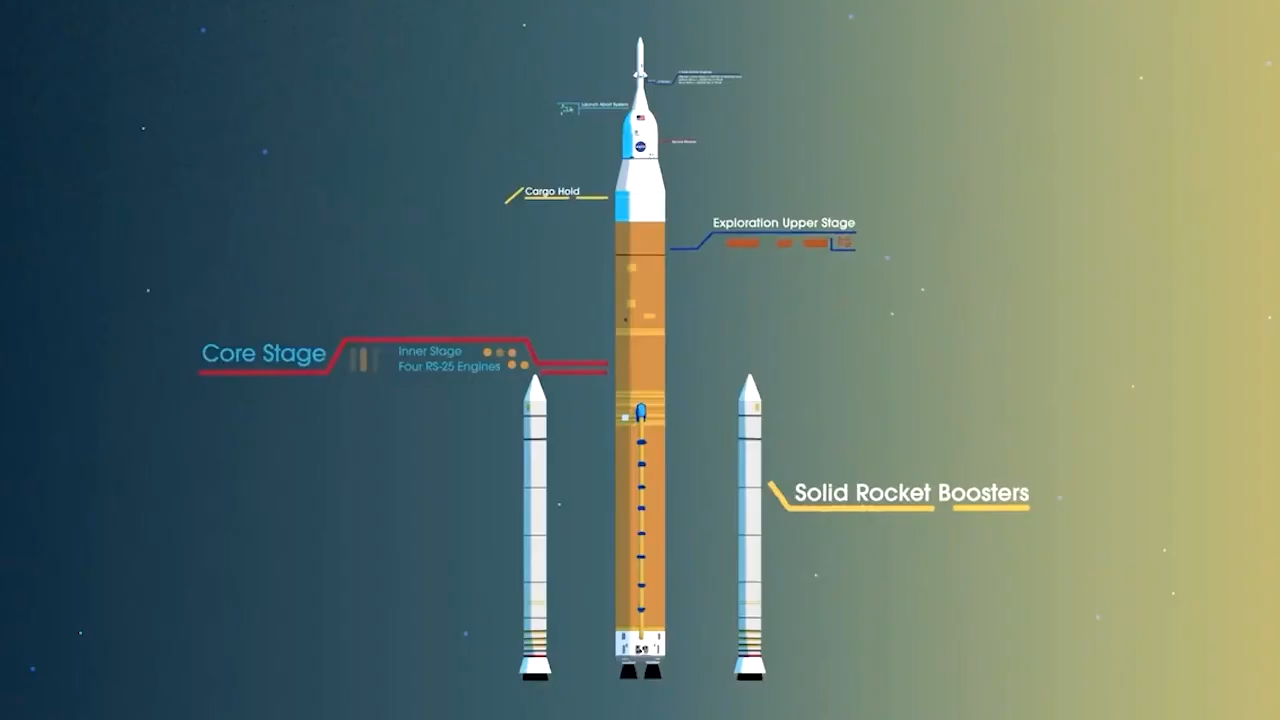 Launch Abort System
NASA
Cargo Hold
Exploration Upper Stage
Core Stage
Inner Stage
Four RS-25 Engines
Solid Rocket Boosters